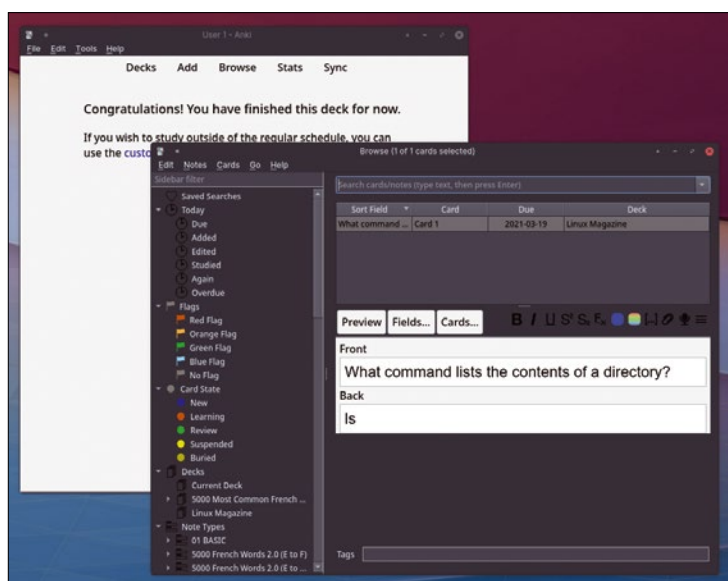 User 1 - Anki
File Edit Tools Help
Decks Add Browse Stats Sync
Congratulations! You have finished this deck for now.
If you wish to study outside of the regular schedule, you can
use the custo
Browse (1 of 1 cards selected)
Edit Notes Cards Go Help
Sidebar filter
Saved Searches
Today
Due
Added
Edited
Studied
Again
Overdue
Flags
Red Flag
Orange Flag
Green Flag
Blue Flag
No Flag
Card State
New
Learning
Review
Suspended
Buried
Decks
Current Deck
5000 Most Common French ...
Linux Magazine
Note Types
01 BASIC
5000 French Words 2.0 (E to F)
5000 French Words 2.0 (E to ...
Search cards/notes (type text, then press Enter)
Sort Field Card Due Deck
What command ... Card 1 2021-03-19 Linux Magazine
Preview Fields... Cards... B I U S² S₂ Fx [...]
Front
What command lists the contents of a directory?
Back
ls
Tags